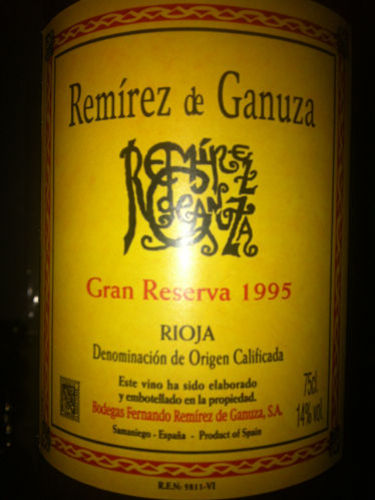 Remírez de Ganuza
REMÍREZ
de GANUZA
Gran Reserva 1995
RIOJA
Denominación de Origen Calificada
Este vino ha sido elaborado
y embotellado en la propiedad.
Bodegas Fernando Remírez de Ganuza, S.A.
Samaniego - España - Product of Spain
75cl.
14% vol.
R.E.Nº 5811-VI